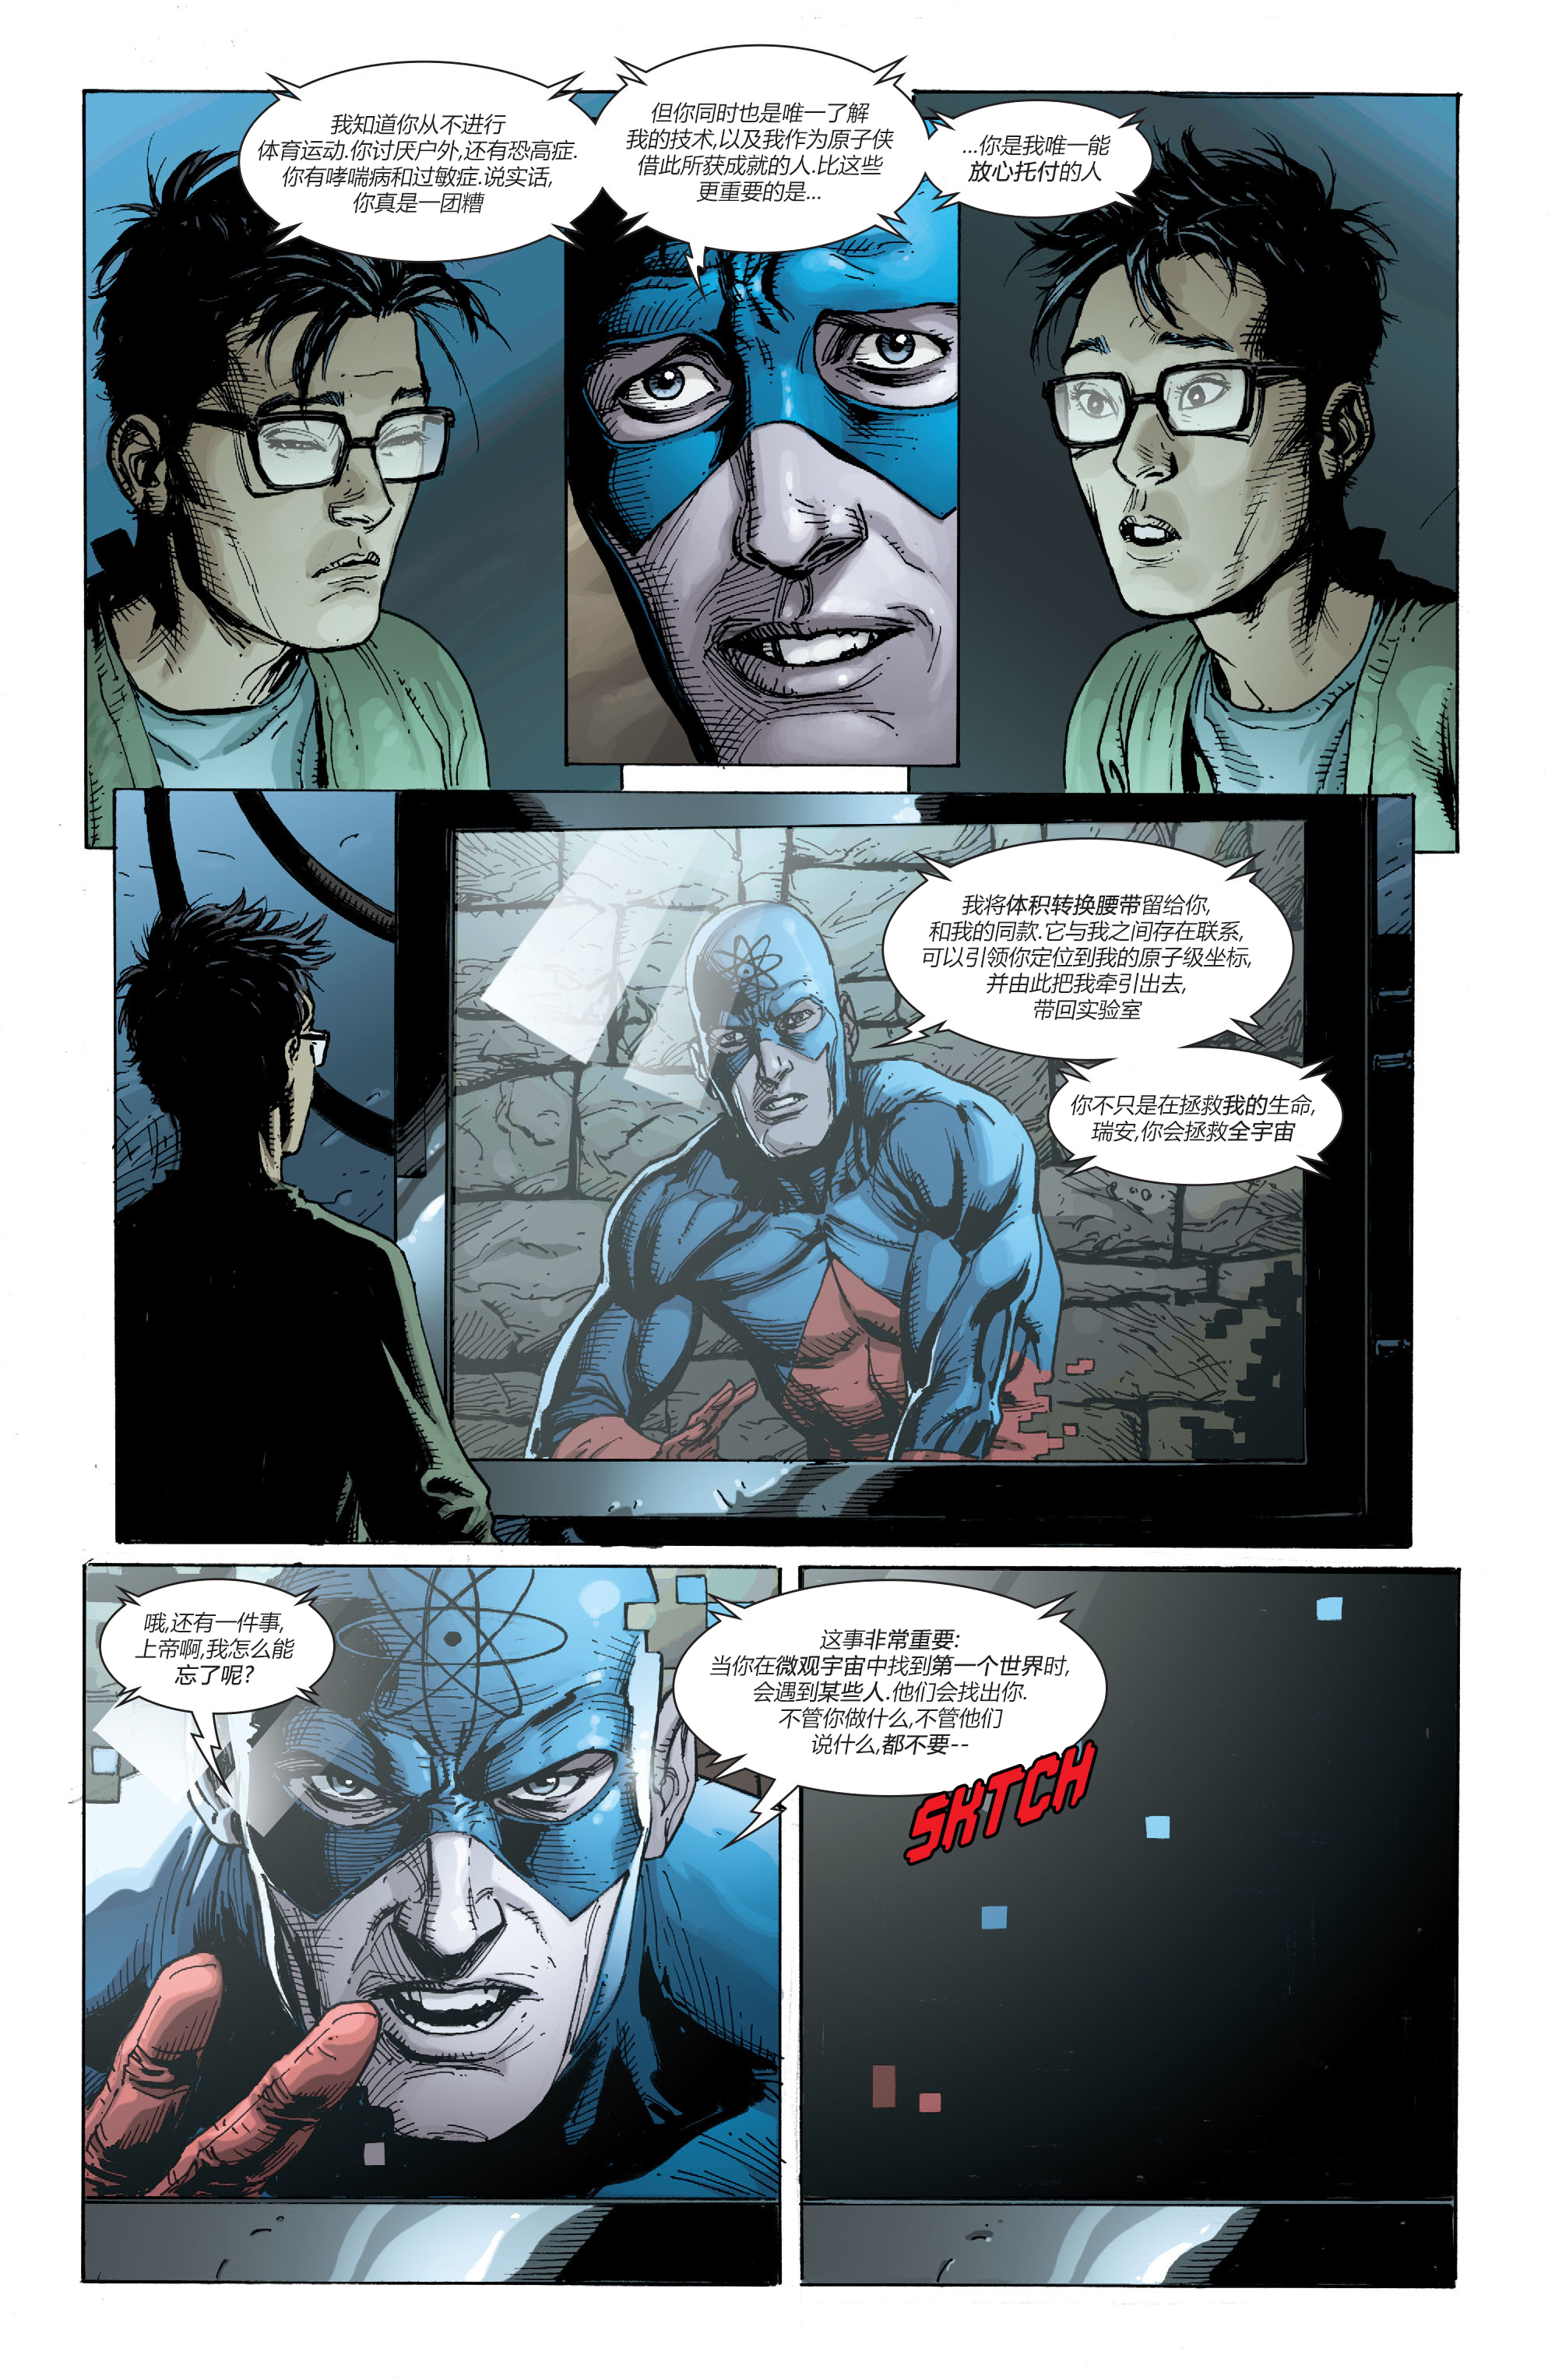 我知道你从不进行
体育运动.你讨厌户外,还有恐高症.
你有哮喘病和过敏症.说实话,
你真是一团糟
但你同时也是唯一了解
我的技术,以及我作为原子侠
借此所获成就的人.比这些
更重要的是...
...你是我唯一能
放心托付的人
我将体积转换腰带留给你,
和我的同款.它与我之间存在联系,
可以引领你定位到我的原子级坐标,
并由此把我牵引出去,
带回实验室
你不只是在拯救我的生命,
瑞安,你会拯救全宇宙
哦,还有一件事,
上帝啊,我怎么能
忘了呢?
这事非常重要:
当你在微观宇宙中找到第一个世界时,
会遇到某些人.他们会找出你.
不管你做什么,不管他们
说什么,都不要--
SKTCH